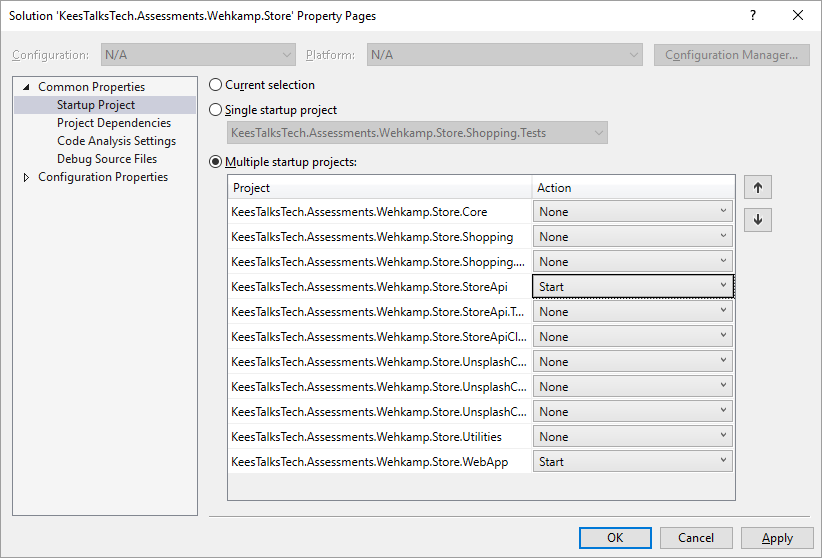 Solution 'KeesTalksTech.Assessments.Wehkamp.Store' Property Pages ?
Configuration: N/A Platform: N/A Configuration Manager...
Common Properties
Startup Project
Project Dependencies
Code Analysis Settings
Debug Source Files
Configuration Properties
Current selection
Single startup project
KeesTalksTech.Assessments.Wehkamp.Store.Shopping.Tests
Multiple startup projects:
Project Action
KeesTalksTech.Assessments.Wehkamp.Store.Core None
KeesTalksTech.Assessments.Wehkamp.Store.Shopping None
KeesTalksTech.Assessments.Wehkamp.Store.Shopping.... None
KeesTalksTech.Assessments.Wehkamp.Store.StoreApi Start
KeesTalksTech.Assessments.Wehkamp.Store.StoreApi.T... None
KeesTalksTech.Assessments.Wehkamp.Store.StoreApiCl... None
KeesTalksTech.Assessments.Wehkamp.Store.UnsplashC... None
KeesTalksTech.Assessments.Wehkamp.Store.UnsplashC... None
KeesTalksTech.Assessments.Wehkamp.Store.UnsplashC... None
KeesTalksTech.Assessments.Wehkamp.Store.Utilities None
KeesTalksTech.Assessments.Wehkamp.Store.WebApp Start
OK Cancel Apply